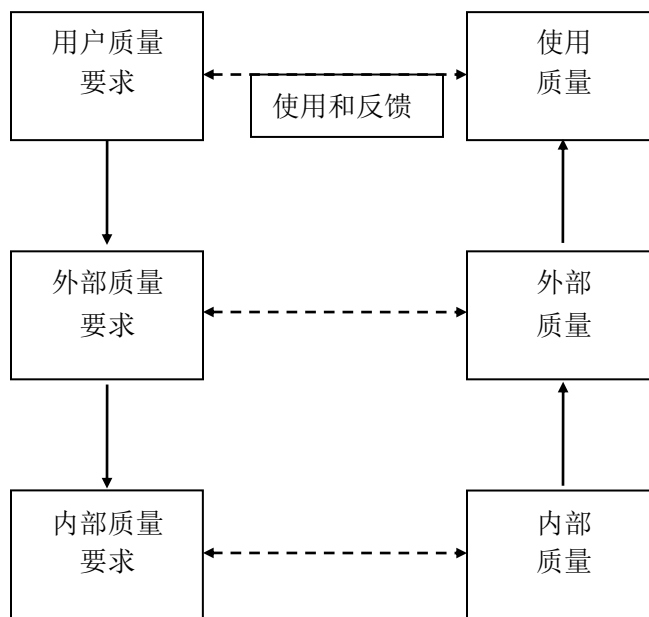 用户质量
要求
使用
质量
使用和反馈
外部质量
要求
外部
质量
内部质量
要求
内部
质量